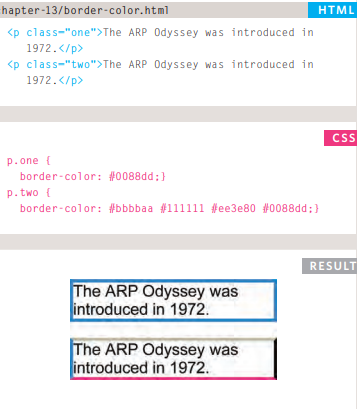 chapter-13/border-color.html
HTML
<p class="one">The ARP Odyssey was introduced in
1972.</p>
<p class="two">The ARP Odyssey was introduced in
1972.</p>
CSS
p.one {
border-color: #0088dd;}
p.two {
border-color: #bbbbaa #111111 #ee3e80 #0088dd;}
RESULT
The ARP Odyssey was
introduced in 1972.
The ARP Odyssey was
introduced in 1972.